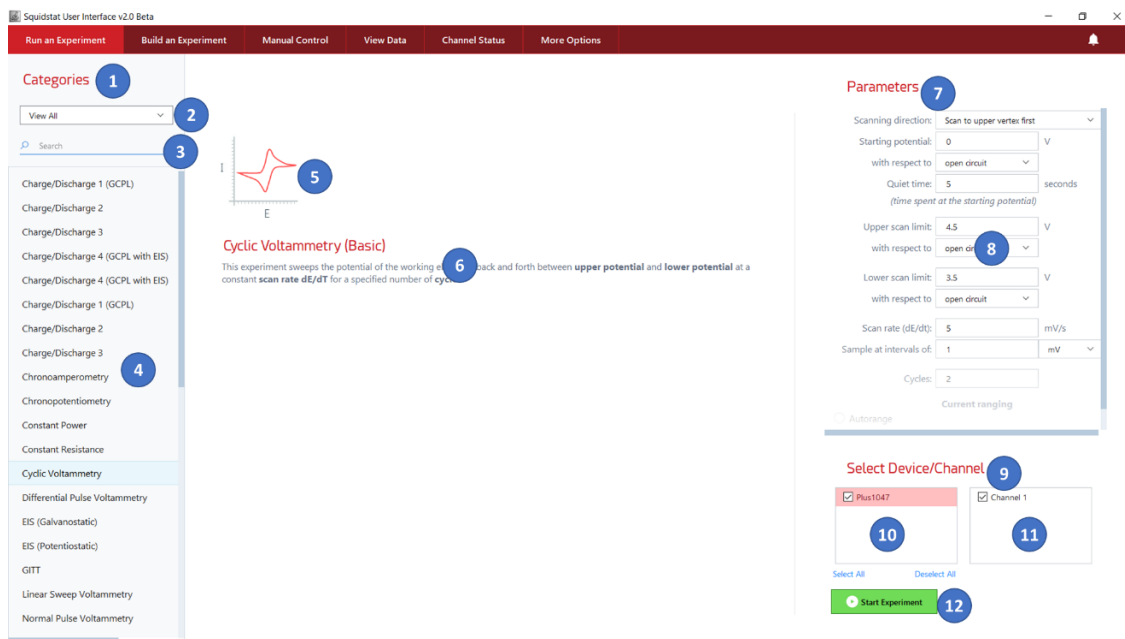 Squidstat User Interface v2.0 Beta
Run an Experiment Build an Experiment Manual Control View Data Channel Status More Options
Categories 1
View All 2
Search 3
Charge/Discharge 1 (GCPL)
Charge/Discharge 2
Charge/Discharge 3
Charge/Discharge 4 (GCPL with EIS)
Charge/Discharge 4 (GCPL with EIS)
Charge/Discharge 1 (GCPL)
Charge/Discharge 2
Charge/Discharge 3
Chronoamperometry
4
Chronopotentiometry
Constant Power
Constant Resistance
Cyclic Voltammetry
Differential Pulse Voltammetry
EIS (Galvanostatic)
EIS (Potentiostatic)
GITT
Linear Sweep Voltammetry
Normal Pulse Voltammetry
I
5
E
Cyclic Voltammetry (Basic)
This experiment sweeps the potential of the working 6 back and forth between upper potential and lower potential at a
constant scan rate dE/dT for a specified number of
Parameters 7
Scanning direction: Scan to upper vertex first
Starting potential: 0 V
with respect to open circuit
Quiet time: 5 seconds
(time spent at the starting potential)
Upper scan limit: 4.5 V
with respect to open 8
Lower scan limit: 3.5 V
with respect to open circuit
Scan rate (dE/dt): 5 mV/s
Sample at intervals of: 1 mV
Cycles: 2
Current ranging
Autorange
Select Device/Channel 9
Plus1047 Channel 1
10 11
Select All Deselect All
Start Experiment 12